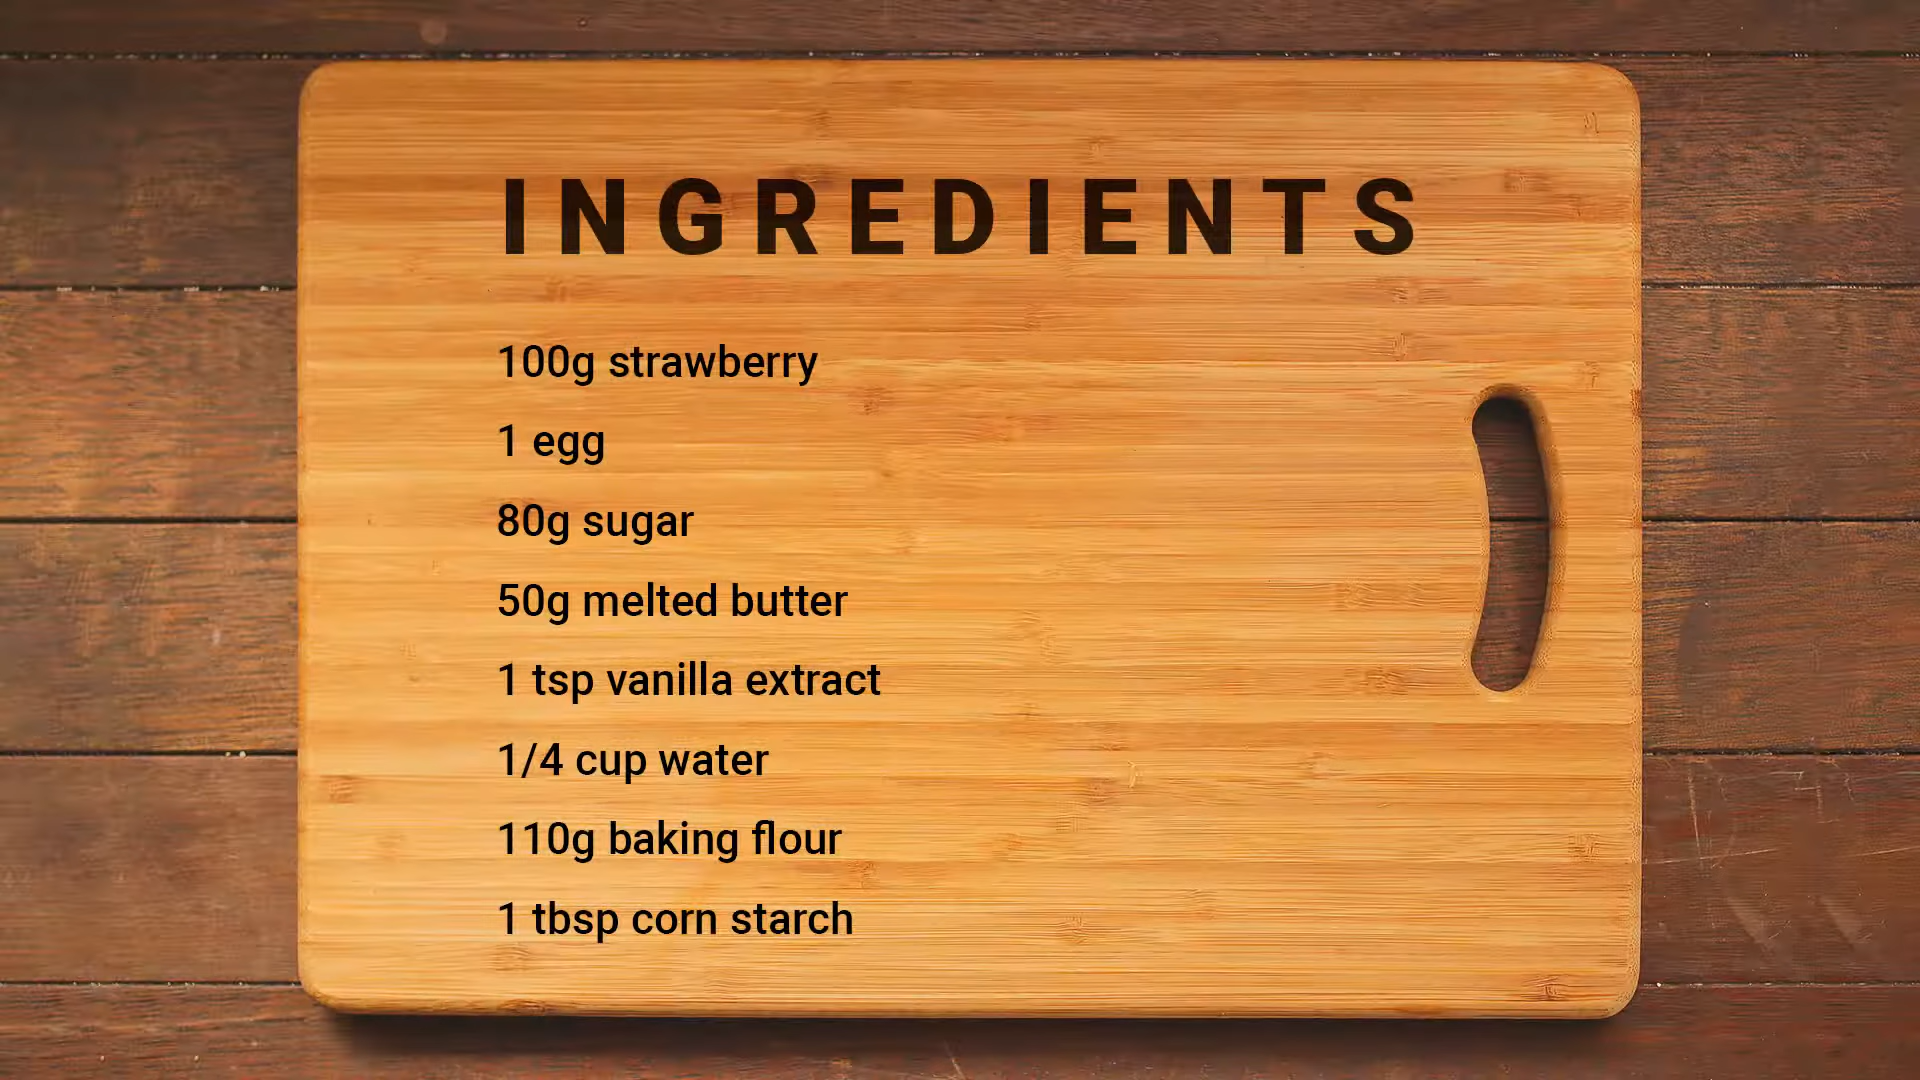 INGREDIENTS
100g strawberry
1 egg
80g sugar
50g melted butter
1 tsp vanilla extract
1/4 cup water
110g baking flour
1 tbsp corn starch